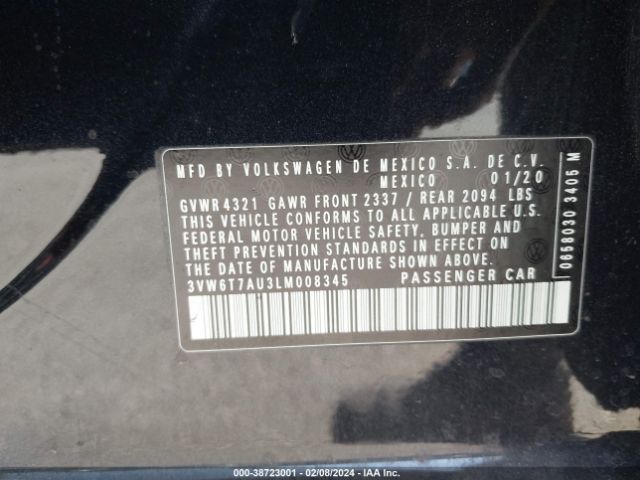 MFD BY VOLKSWAGEN DE MEXICO S.A. DE C.V.
MEXICO 01/20
GVWR 4321 GAWR FRONT 2337 / REAR 2094 LBS
THIS VEHICLE CONFORMS TO ALL APPLICABLE U.S.
FEDERAL MOTOR VEHICLE SAFETY, BUMPER AND
THEFT PREVENTION STANDARDS IN EFFECT ON
THE DATE OF MANUFACTURE SHOWN ABOVE.
3VW6T7AU3LM008345 PASSENGER CAR
0658030 3405 M
000-38723001 - 02/08/2024 - IAA Inc.